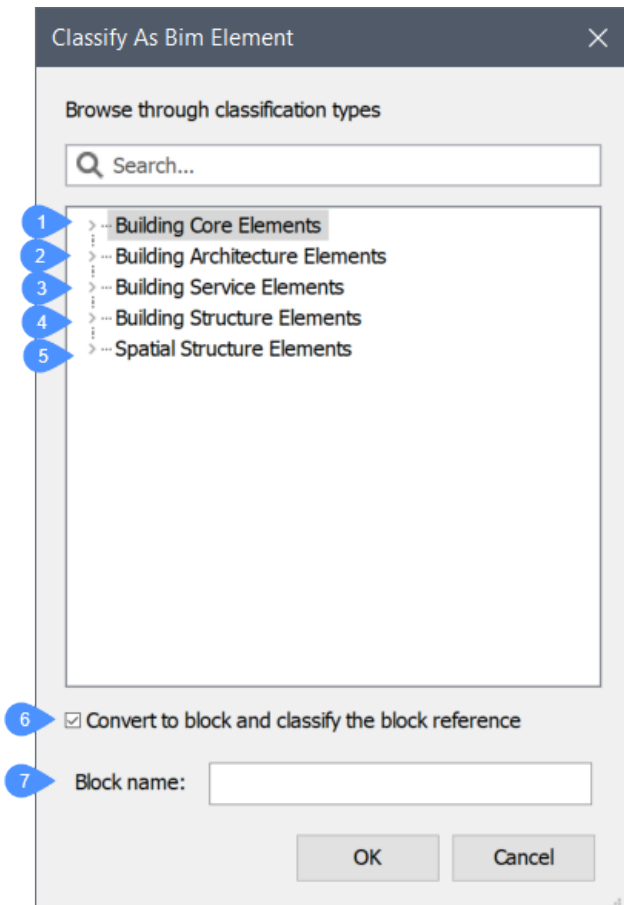 Classify As Bim Element
Browse through classification types
Search...
1 Building Core Elements
2 Building Architecture Elements
3 Building Service Elements
4 Building Structure Elements
5 Spatial Structure Elements
6 Convert to block and classify the block reference
7 Block name:
OK Cancel